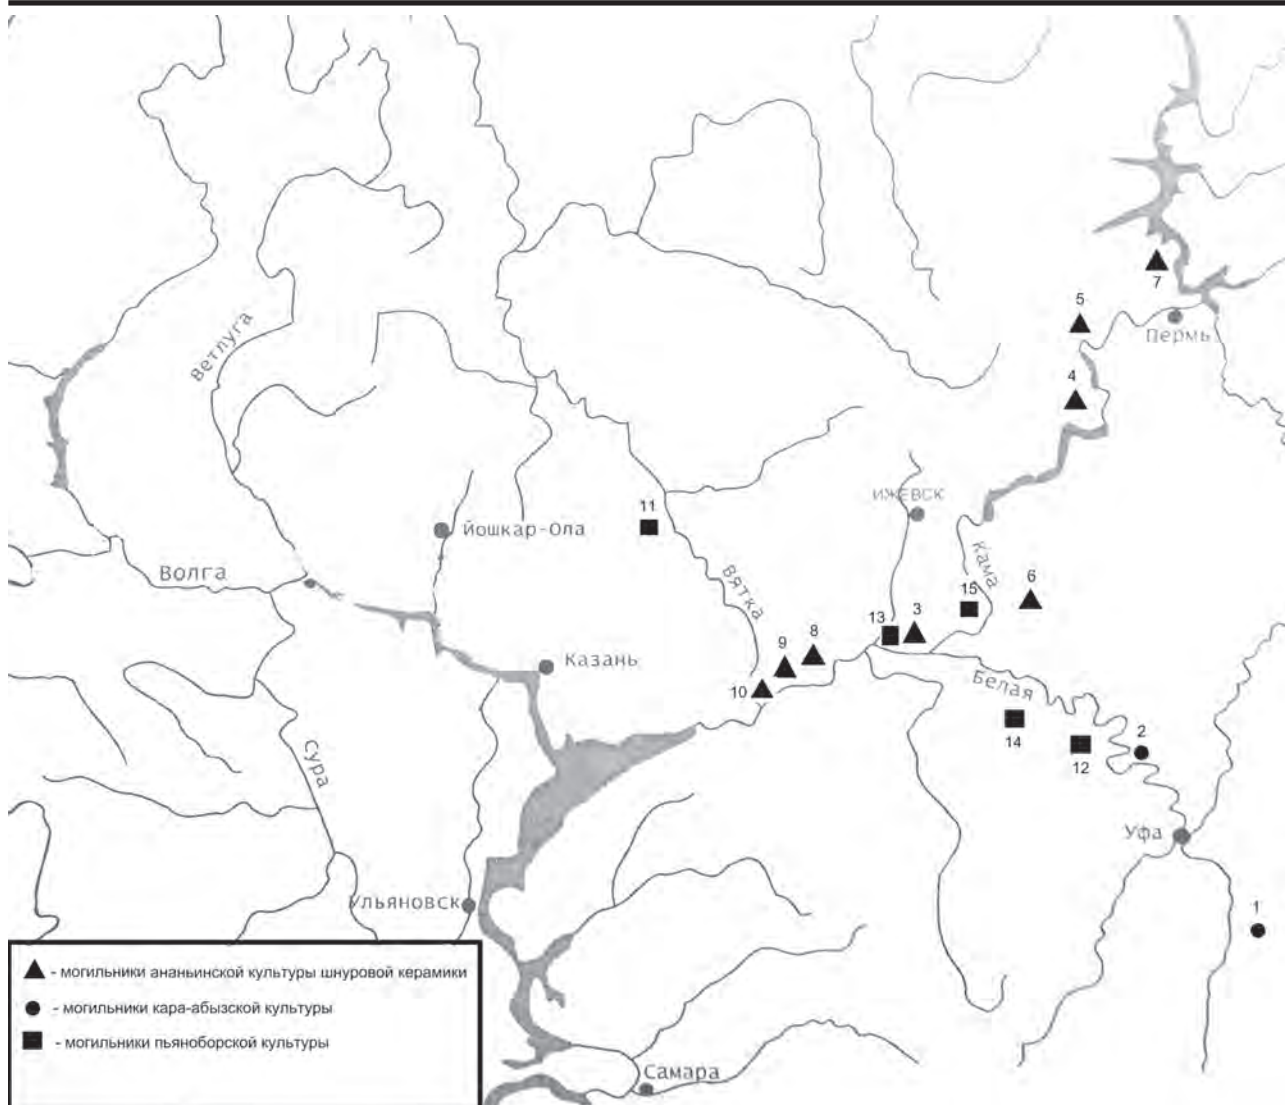 7
5
Пермь
4
Ветлуга
ИЖЕВСК
11
Йошкар-Ола
Кама
Волга
Вятка
6
15
13
3
8
9
Казань
10
Белая
14
12
2
Сура
Уфа
Ульяновск
1
- могильники ананьинской культуры шнуровой керамики
- могильники кара-абызской культуры
- могильники пьяноборской культуры
Самара